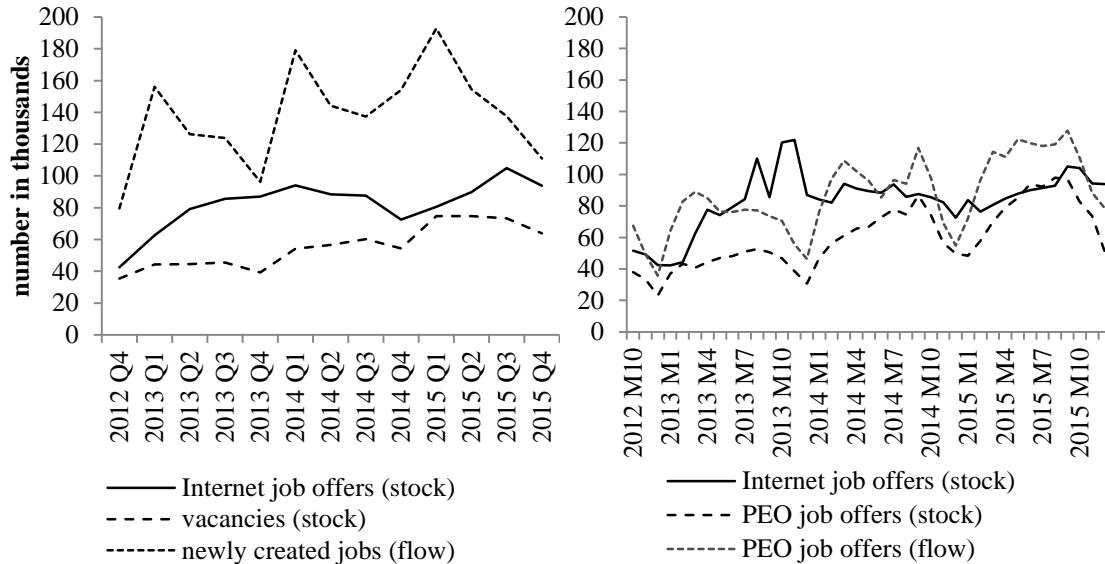 number in thousands
200
180
160
140
120
100
80
60
40
20
0
2012 Q4
2013 Q1
2013 Q2
2013 Q3
2013 Q4
2014 Q1
2014 Q2
2014 Q3
2014 Q4
2015 Q1
2015 Q2
2015 Q3
2015 Q4
Internet job offers (stock)
vacancies (stock)
newly created jobs (flow)
200
180
160
140
120
100
80
60
40
20
0
2012 M10
2013 M1
2013 M4
2013 M7
2013 M10
2014 M1
2014 M4
2014 M7
2014 M10
2015 M1
2015 M4
2015 M7
2015 M10
Internet job offers (stock)
PEO job offers (stock)
PEO job offers (flow)